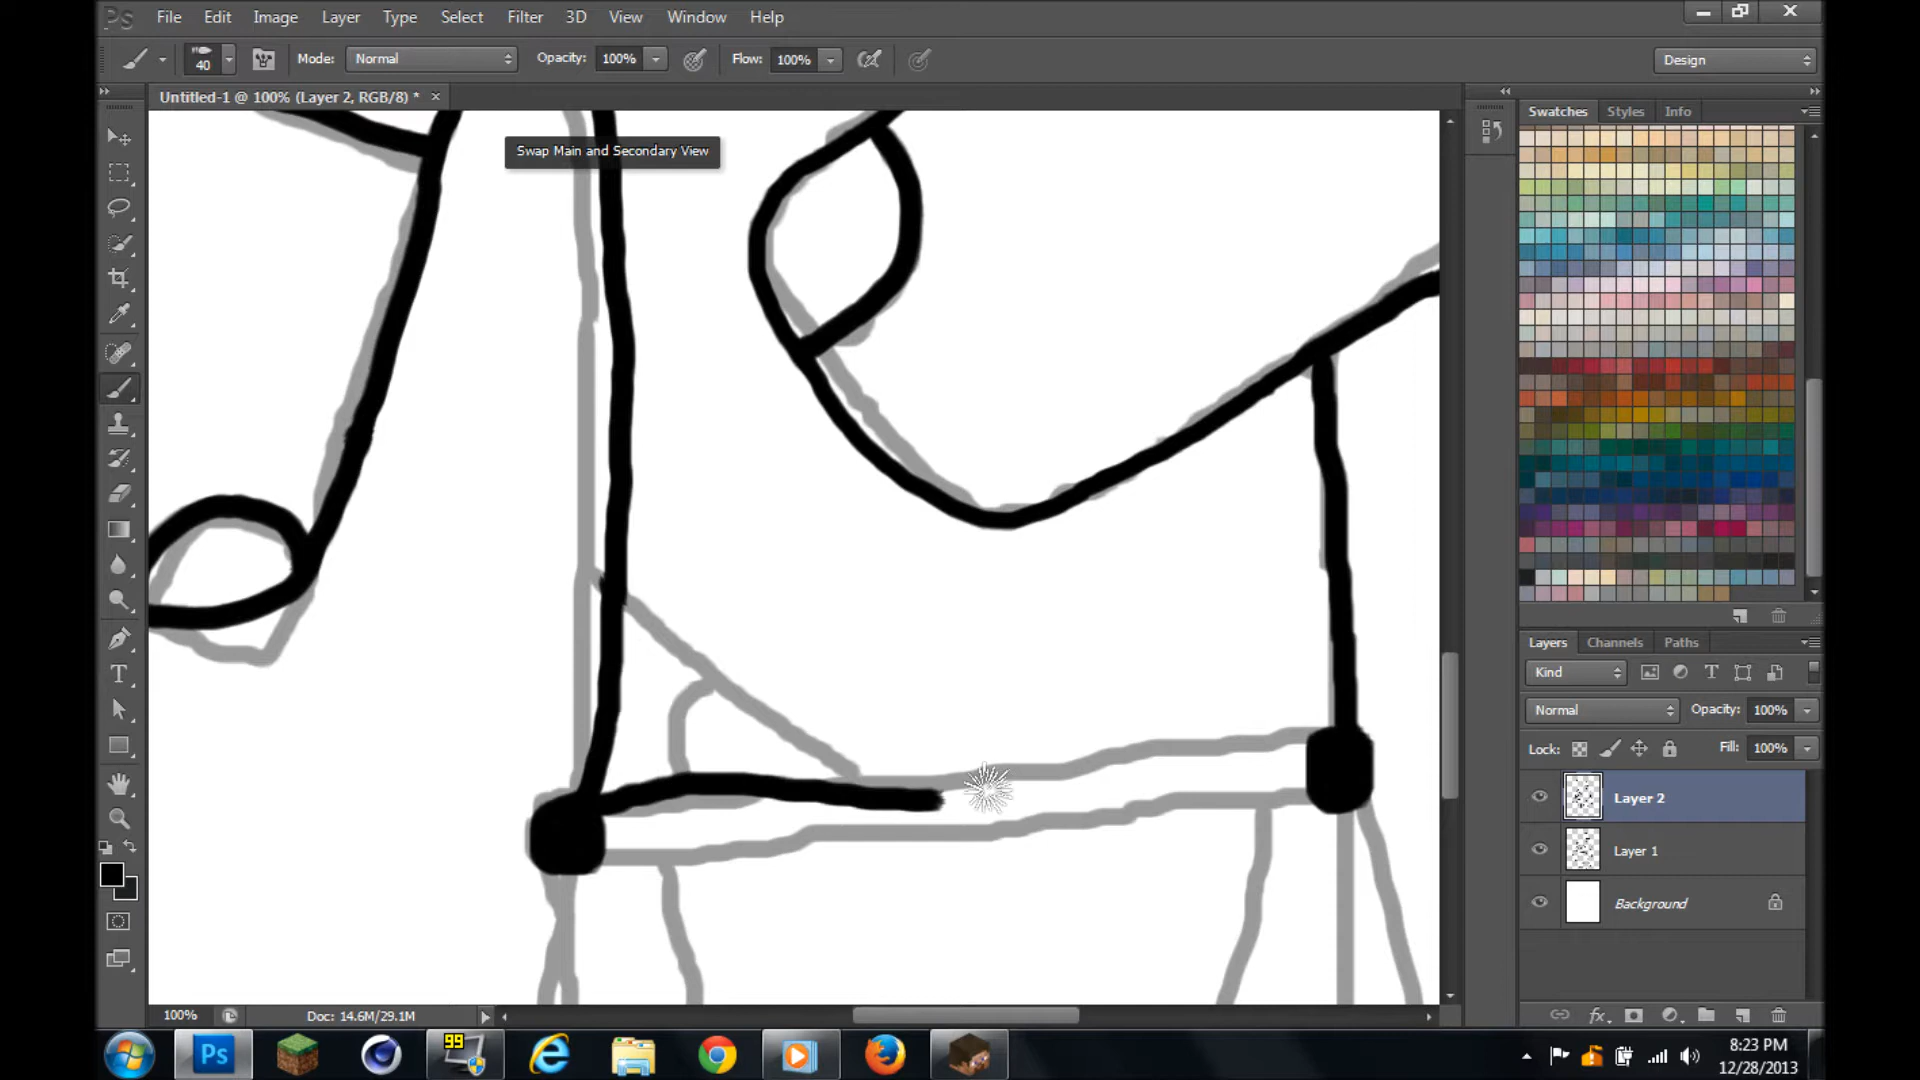 Ps File Edit Image Layer Type Select Filter 3D View Window Help
40 Mode: Normal Opacity: 100% Flow: 100% Design
Untitled-1 @ 100% (Layer 2, RGB/8) * ×
Swap Main and Secondary View
Swatches Styles Info
Layers Channels Paths
Kind
Normal Opacity: 100%
Lock: Fill: 100%
Layer 2
Layer 1
Background
100% Doc: 14.6M/29.1M
Ps 99
8:23 PM
12/28/2013